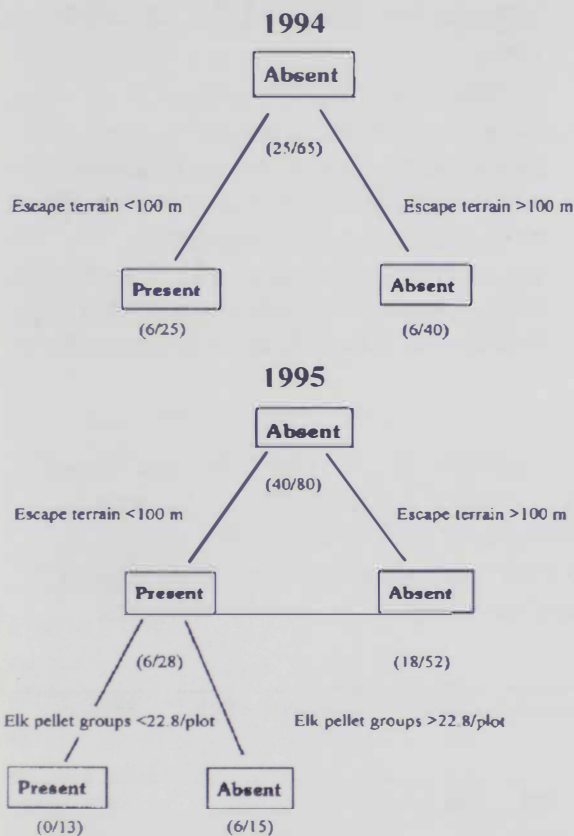 1994
Absent
(25/65)
Escape terrain <100 m
Escape terrain >100 m
Present
Absent
(6/25)
(6/40)
1995
Absent
(40/80)
Escape terrain <100 m
Escape terrain >100 m
Present
Absent
(6/28)
(18/52)
Elk pellet groups <22.8/plot
Elk pellet groups >22.8/plot
Present
Absent
(0/13)
(6/15)